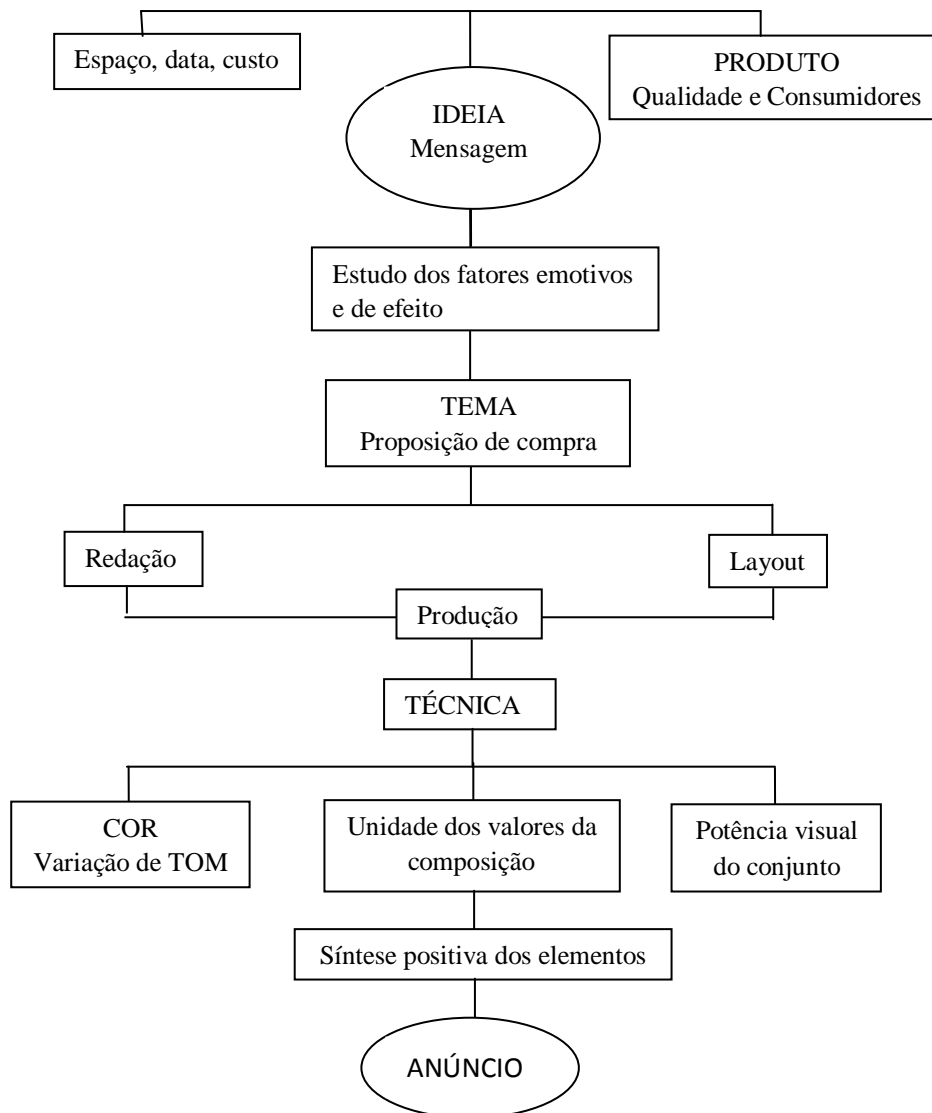 Espaço, data, custo
PRODUTO
Qualidade e Consumidores
IDEIA
Mensagem
Estudo dos fatores emotivos
e de efeito
TEMA
Proposição de compra
Redação
Layout
Produção
TÉCNICA
COR
Variação de TOM
Unidade dos valores da
composição
Potência visual
do conjunto
Síntese positiva dos elementos
ANÚNCIO